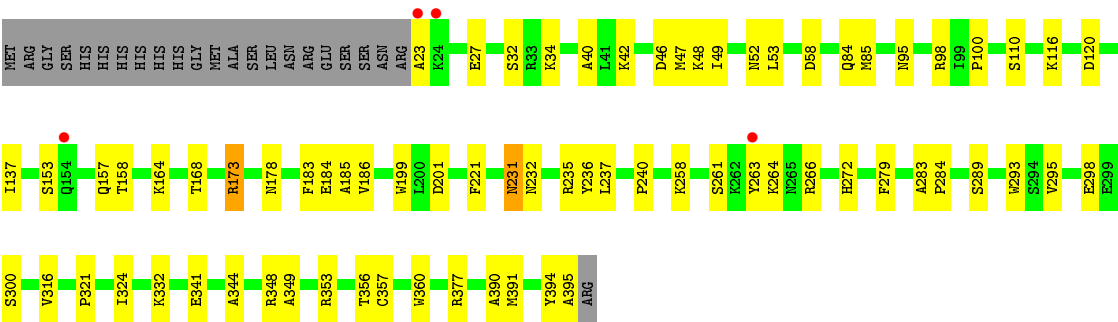 MET ARG GLY SER HIS HIS HIS HIS HIS HIS GLY MET ALA SER LEU ASN ARG GLU SER SER ASN ARG A23 K24 E27 S32 R33 K34 A40 L41 K42 D46 M47 K48 I49 N52 L53 D58 Q84 M85 N95 R98 I99 P100 S110 K116 D120
I137 S153 Q154 Q157 T158 K164 T168 R173 N178 F183 E184 A185 V186 W199 L200 D201 F221 N231 N232 R235 Y236 L237 P240 K258 S261 K262 Y263 K264 N265 R266 H272 F279 A283 P284 S289 W293 S294 V295 E298 E299
S300 V316 P321 I324 K332 E341 A344 R348 A349 R353 T356 C357 W360 R377 A390 M391 Y394 A395 ARG